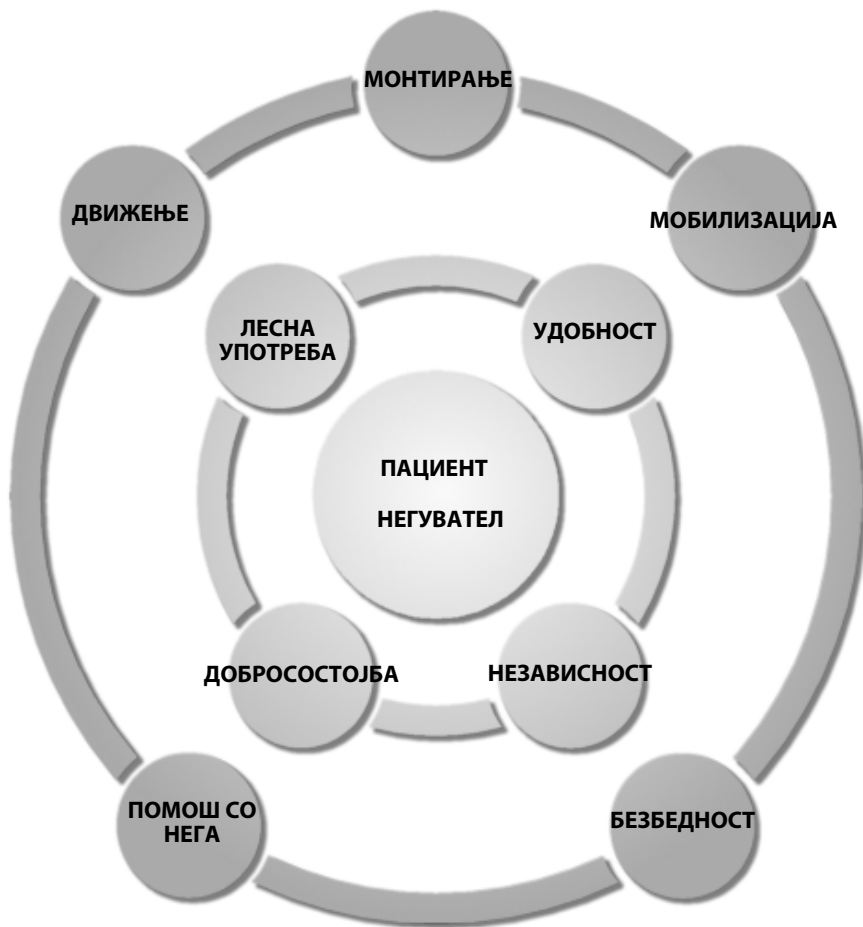 МОНТИРАЊЕ
ДВИЖЕЊЕ
МОБИЛИЗАЦИЈА
ЛЕСНА
УПОТРЕБА
УДОБНОСТ
ПАЦИЕНТ
НЕГУВАТЕЛ
ДОБРОСОСТОЈБА
НЕЗАВИСНОСТ
ПОМОШ СО
НЕГА
БЕЗБЕДНОСТ